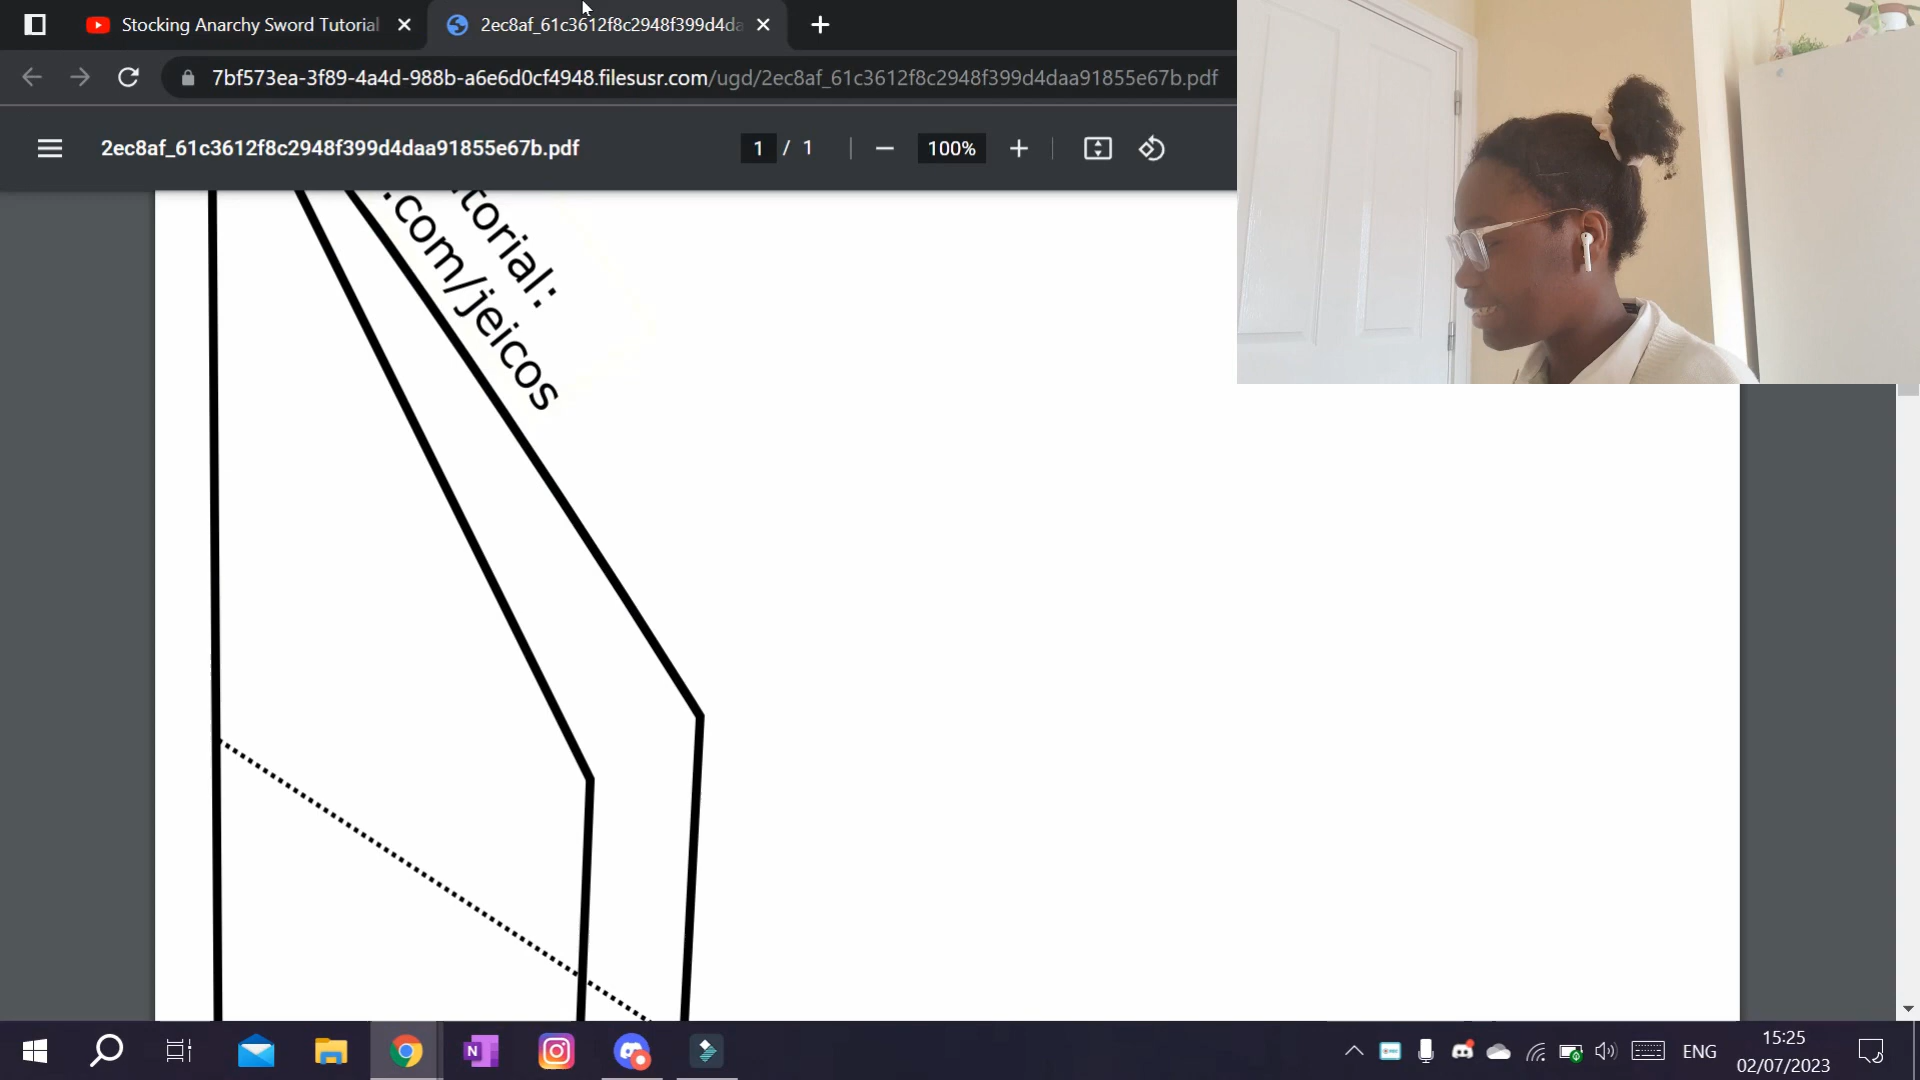 Stocking Anarchy Sword Tutorial
2ec8af_61c3612f8c2948f399d4da
7bf573ea-3f89-4a4d-988b-a6e6d0cf4948.filesusr.com/ugd/2ec8af_61c3612f8c2948f399d4daa91855e67b.pdf
2ec8af_61c3612f8c2948f399d4daa91855e67b.pdf
1 / 1
100%
torial:
.com/jeicos
N
ENG
15:25
02/07/2023